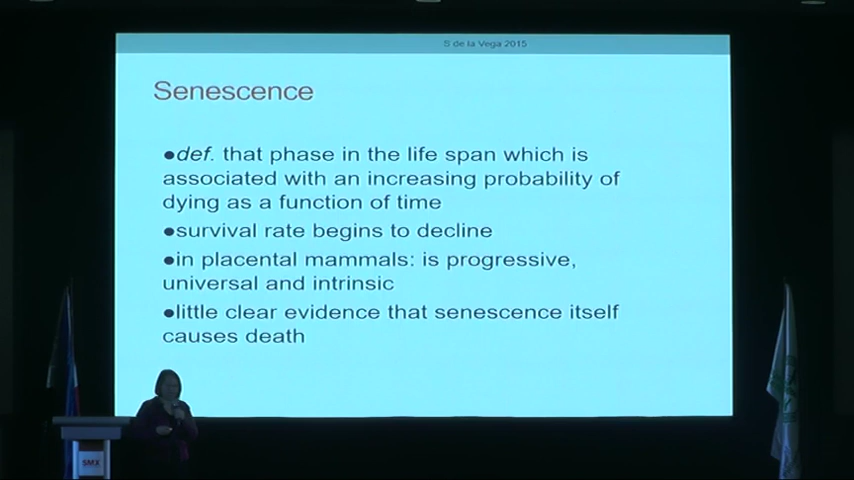 S de la Vega 2015
Senescence
●def. that phase in the life span which is
associated with an increasing probability of
dying as a function of time
●survival rate begins to decline
●in placental mammals: is progressive,
universal and intrinsic
●little clear evidence that senescence itself
causes death
SMX